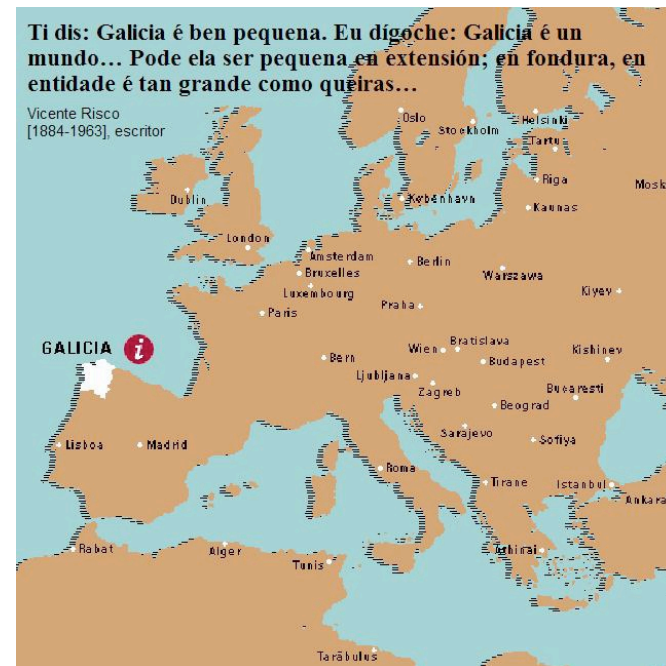 Ti dis: Galicia é ben pequena. Eu dígoche: Galicia é un
mundo… Pode ela ser pequena en extensión; en fondura, en
entidade é tan grande como queiras…
Vicente Risco
[1884-1963], escritor
Oslo
Stockholm
Helsinki
Tartu
Riga
Mosk
Dublin
København
Kaunas
London
Amsterdam
Berlin
Bruxelles
Warszawa
Luxembourg
Kiyev
Praha
Paris
GALICIA i
Bern
Wien
Bratislava
Kishinev
Budapest
Ljubljana
Zagreb
Bucaresti
Beograd
Lisboa
Madrid
Sarajevo
Sofiya
Roma
Tirane
Istanbul
Ankara
Rabat
Alger
Athinai
Tunis
Tarābulus